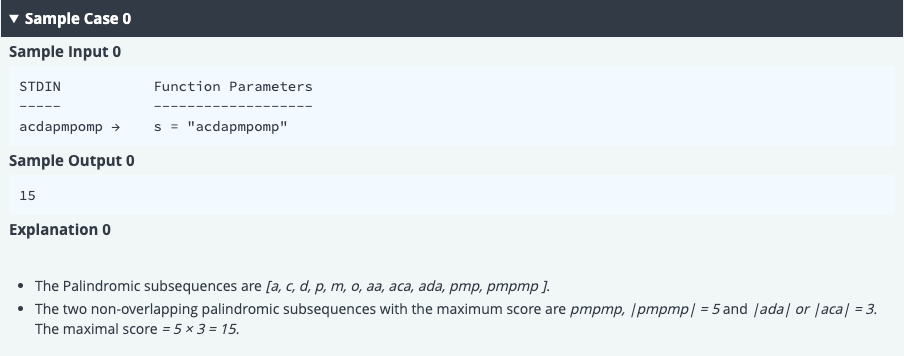 ▼ Sample Case 0
Sample Input 0
STDIN Function Parameters
----- -------------------
acdapmpomp → s = "acdapmpomp"
Sample Output 0
15
Explanation 0
• The Palindromic subsequences are [a, c, d, p, m, o, aa, aca, ada, pmp, pmpmp ].
• The two non-overlapping palindromic subsequences with the maximum score are pmpmp, |pmpmp| = 5 and |ada| or |aca| = 3.
The maximal score = 5 × 3 = 15.